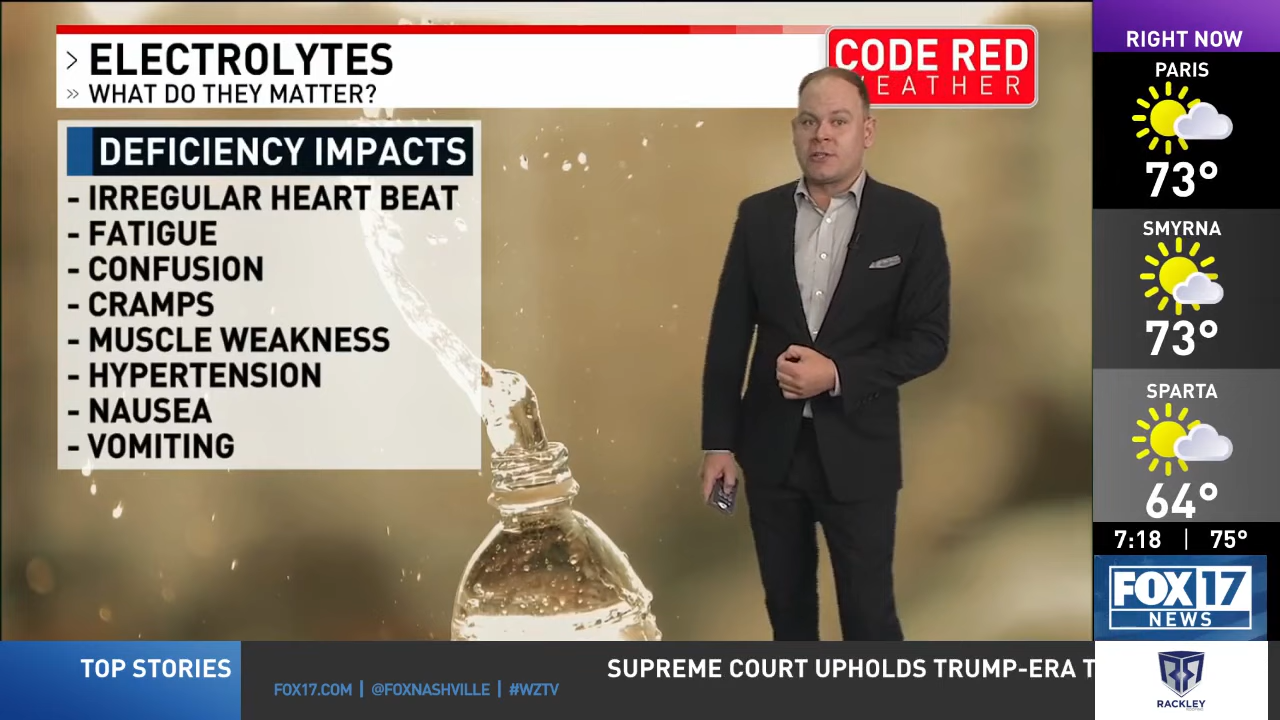 > ELECTROLYTES
» WHAT DO THEY MATTER?
CODE RED
WEATHER
DEFICIENCY IMPACTS
- IRREGULAR HEART BEAT
- FATIGUE
- CONFUSION
- CRAMPS
- MUSCLE WEAKNESS
- HYPERTENSION
- NAUSEA
- VOMITING
RIGHT NOW
PARIS
73°
SMYRNA
73°
SPARTA
64°
7:18 | 75°
FOX 17
NEWS
TOP STORIES
SUPREME COURT UPHOLDS TRUMP-ERA T
FOX17.COM | @FOXNASHVILLE | #WZTV
RACKLEY